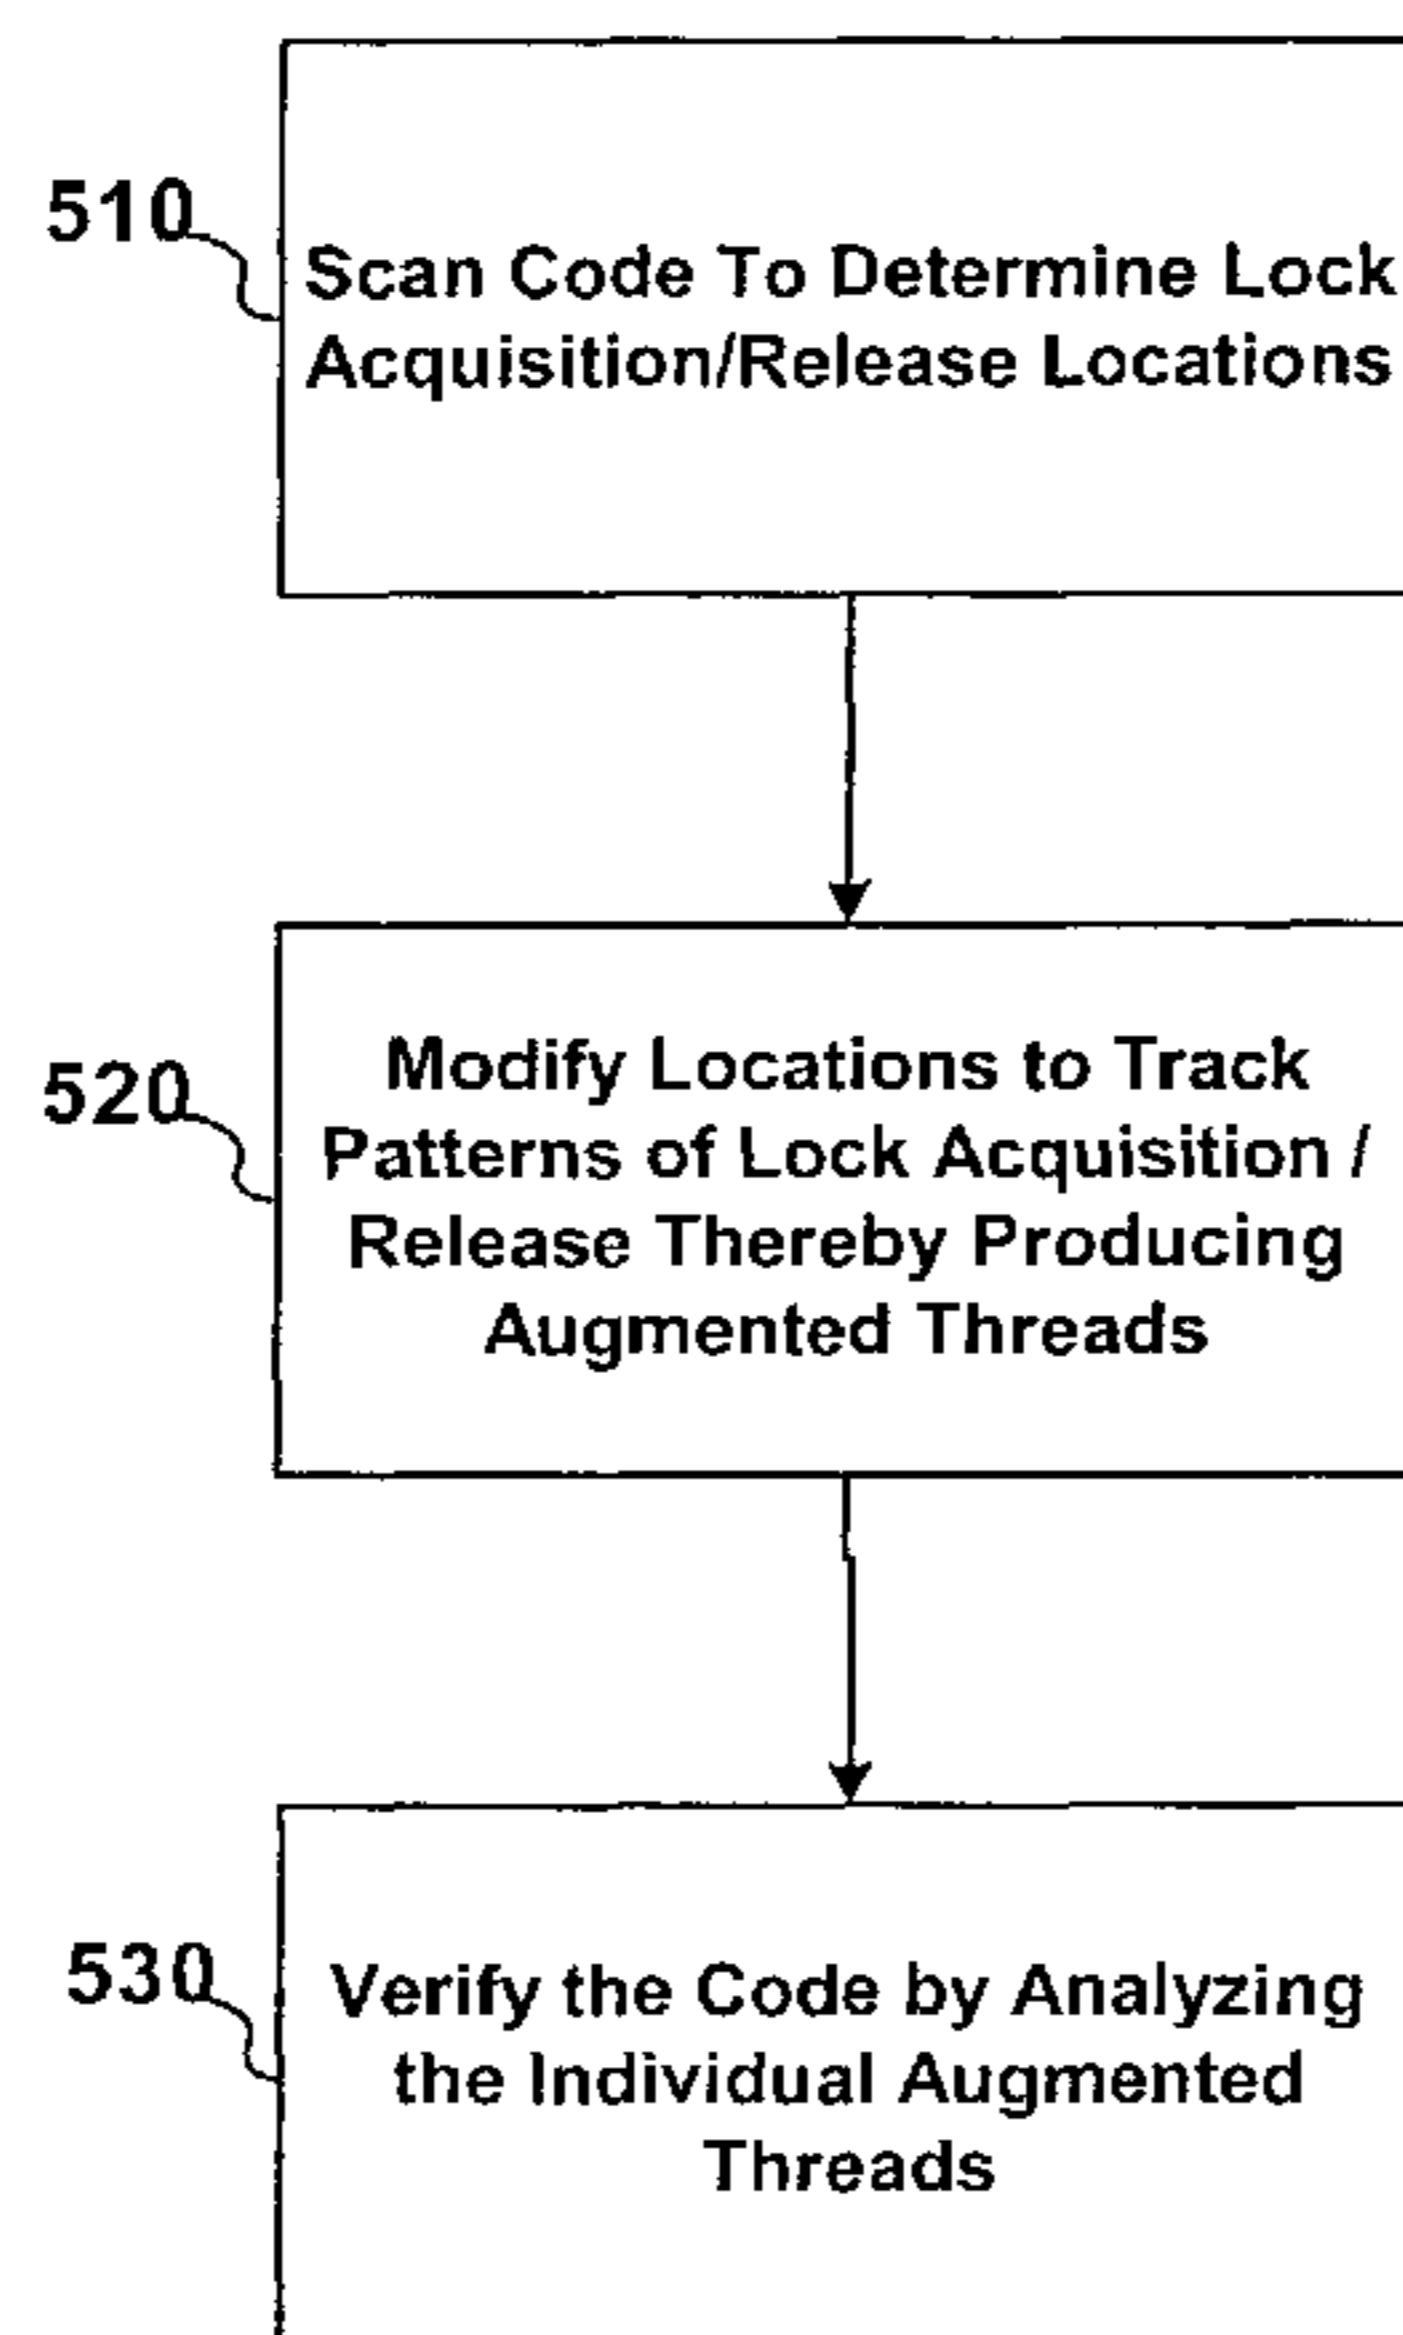 510
Scan Code To Determine Lock
Acquisition/Release Locations
520
Modify Locations to Track
Patterns of Lock Acquisition /
Release Thereby Producing
Augmented Threads
530
Verify the Code by Analyzing
the Individual Augmented
Threads